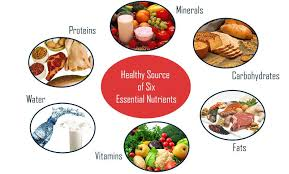 Minerals
Proteins
Healthy Source
of Six
Essential Nutrients
Carbohydrates
Water
Vitamins
Fats